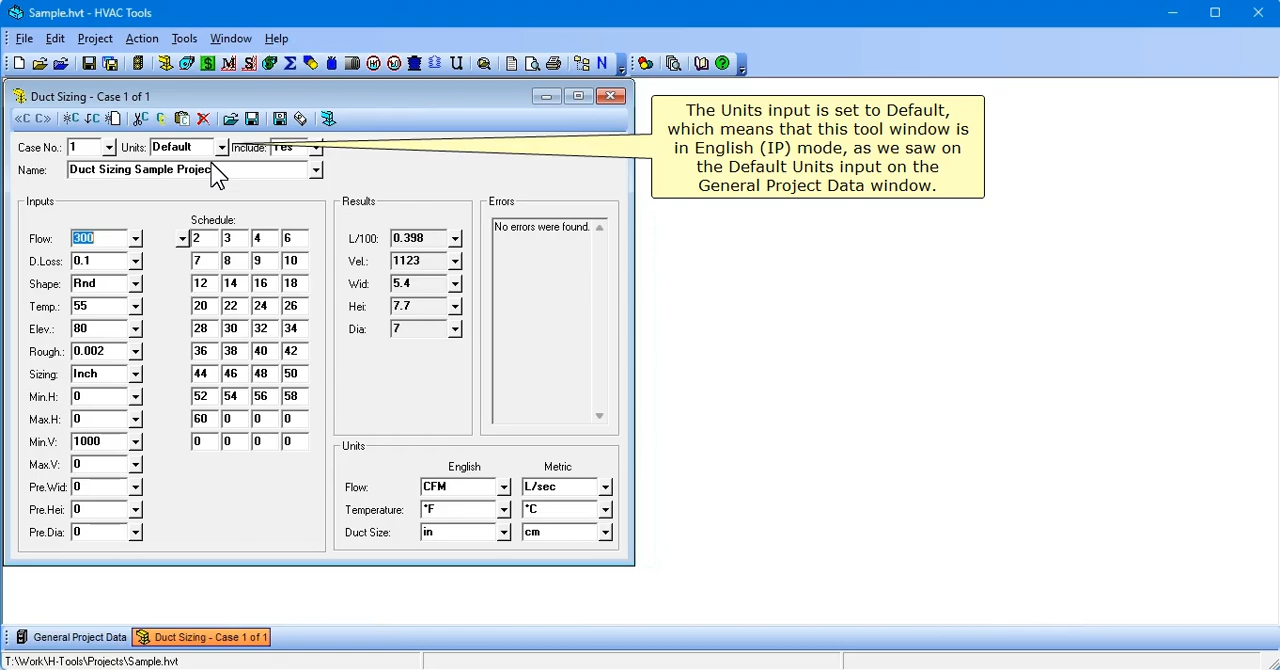 Sample.hvt - HVAC Tools
File Edit Project Action Tools Window Help
Duct Sizing - Case 1 of 1
Case No.: 1 Units: Default Include: Yes
Name: Duct Sizing Sample Projec
The Units input is set to Default,
which means that this tool window is
in English (IP) mode, as we saw on
the Default Units input on the
General Project Data window.
Inputs
Flow: 300
D.Loss: 0.1
Shape: Rnd
Temp.: 55
Elev.: 80
Rough.: 0.002
Sizing: Inch
Min.H: 0
Max.H: 0
Min.V: 1000
Max.V: 0
Pre.Wid: 0
Pre.Hei: 0
Pre.Dia: 0
Schedule:
2 3 4 6
7 8 9 10
12 14 16 18
20 22 24 26
28 30 32 34
36 38 40 42
44 46 48 50
52 54 56 58
60 0 0 0
0 0 0 0
Results
L/100: 0.398
Vel.: 1123
Wid: 5.4
Hei: 7.7
Dia: 7
Errors
No errors were found.
Units
English Metric
Flow: CFM L/sec
Temperature: *F *C
Duct Size: in cm
General Project Data Duct Sizing - Case 1 of 1
T:\Work\H-Tools\Projects\Sample.hvt